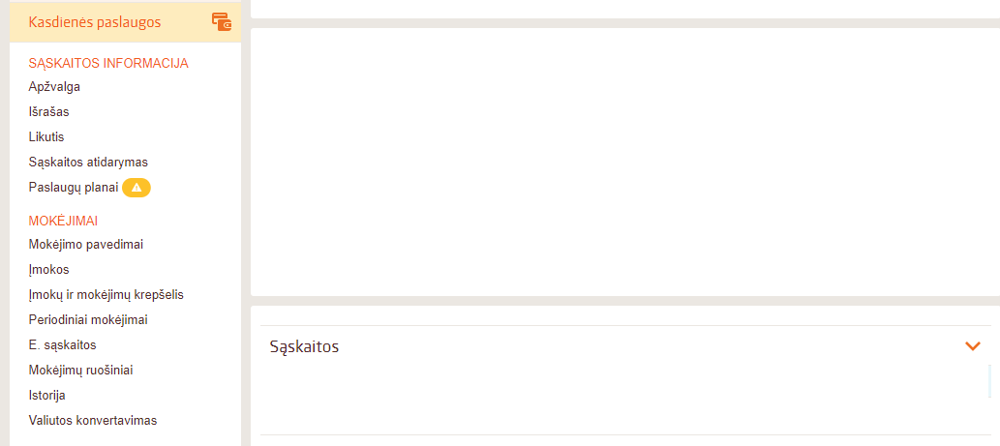 Kasdienės paslaugos
SĄSKAITOS INFORMACIJA
Apžvalga
Išrašas
Likutis
Sąskaitos atidarymas
Paslaugų planai
MOKĖJIMAI
Mokėjimo pavedimai
Įmokos
Įmokų ir mokėjimų krepšelis
Periodiniai mokėjimai
E. sąskaitos
Mokėjimų ruošiniai
Istorija
Valiutos konvertavimas
Sąskaitos